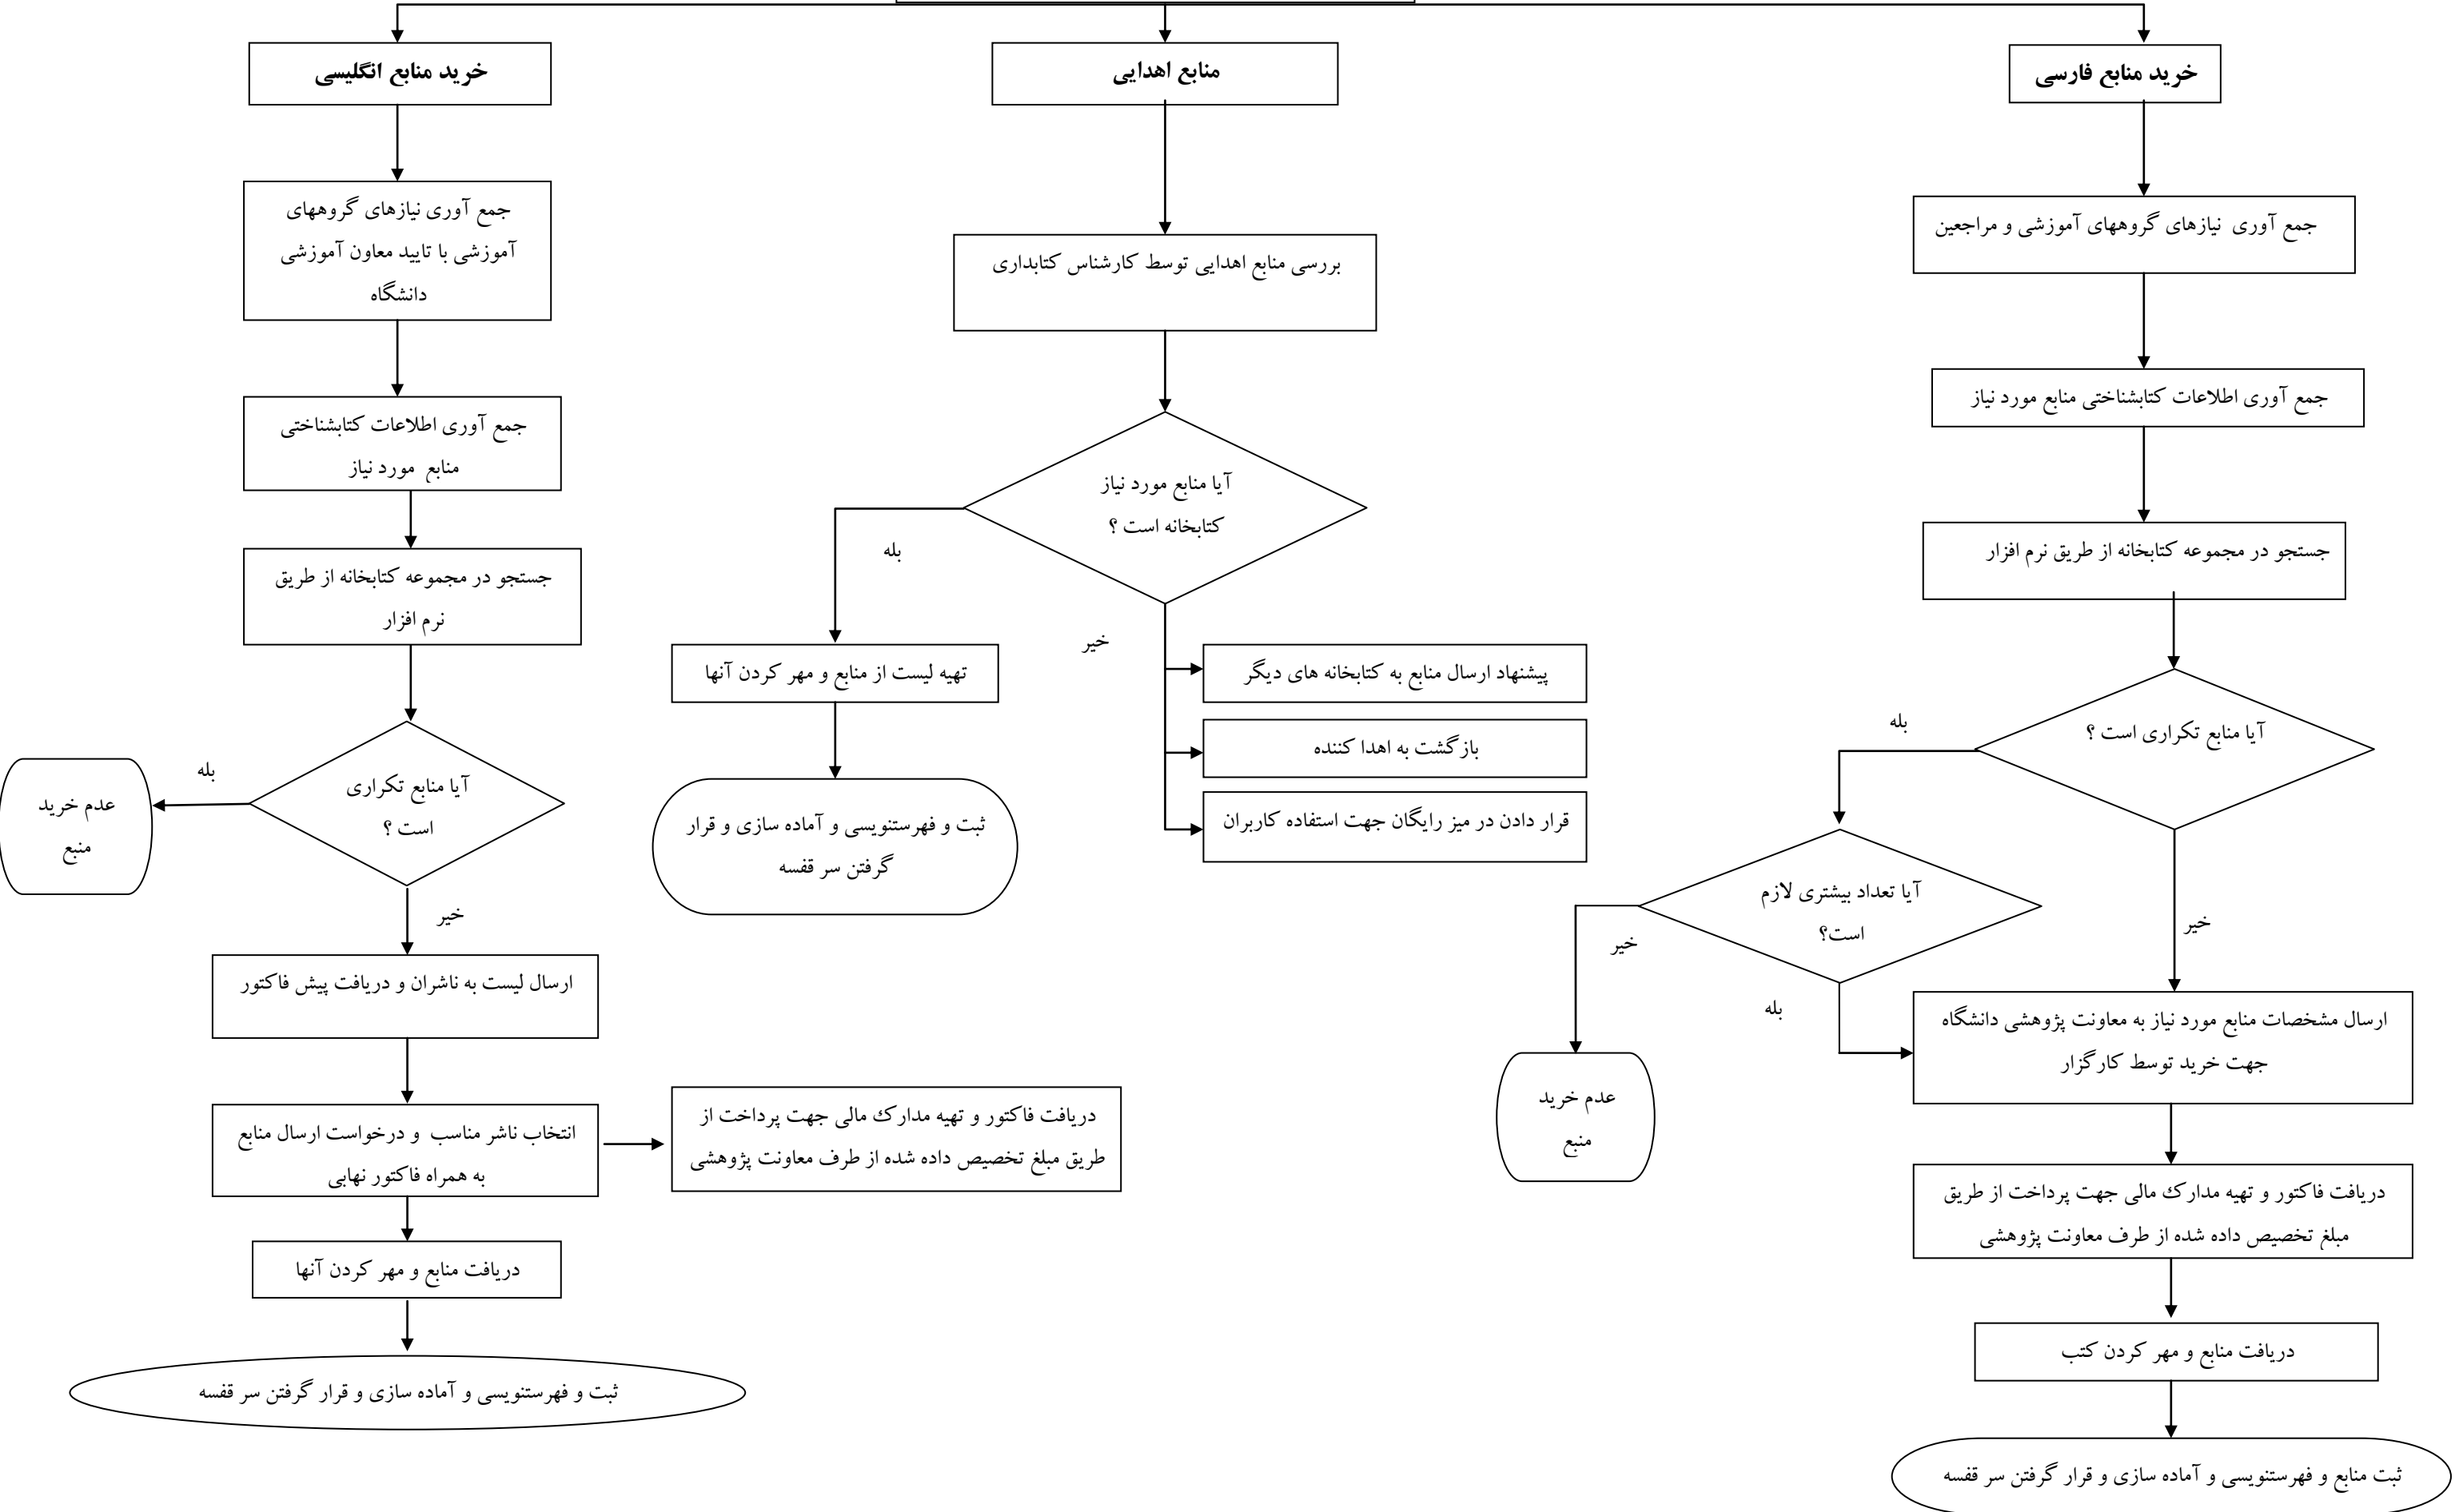 خرید منابع فارسی
جمع آوری نیازهای گروههای آموزشی و مراجعین
جمع آوری اطلاعات کتابشناختی منابع مورد نیاز
جستجو در مجموعه کتابخانه از طریق نرم افزار
آیا منابع تکراری است ؟
بله
خیر
آیا تعداد بیشتری لازم
است؟
خیر
بله
عدم خرید
منبع
ارسال مشخصات منابع مورد نیاز به معاونت پژوهشی دانشگاه
جهت خرید توسط کارگزار
دریافت فاکتور و تهیه مدارک مالی جهت پرداخت از طریق
مبلغ تخصیص داده شده از طرف معاونت پژوهشی
دریافت منابع و مهر کردن کتب
ثبت منابع و فهرستنویسی و آماده سازی و قرار گرفتن سر قفسه
منابع اهدایی
بررسی منابع اهدایی توسط کارشناس کتابداری
آیا منابع مورد نیاز
کتابخانه است ؟
بله
خیر
پیشنهاد ارسال منابع به کتابخانه های دیگر
بازگشت به اهدا کننده
قرار دادن در میز رایگان جهت استفاده کاربران
تهیه لیست از منابع و مهر کردن آنها
ثبت و فهرستنویسی و آماده سازی و قرار
گرفتن سر قفسه
خرید منابع انگلیسی
جمع آوری نیازهای گروههای
آموزشی با تایید معاون آموزشی
دانشگاه
جمع آوری اطلاعات کتابشناختی
منابع مورد نیاز
جستجو در مجموعه کتابخانه از طریق
نرم افزار
آیا منابع تکراری
است ؟
بله
عدم خرید
منبع
خیر
ارسال لیست به ناشران و دریافت پیش فاکتور
انتخاب ناشر مناسب و درخواست ارسال منابع
به همراه فاکتور نهایی
دریافت فاکتور و تهیه مدارک مالی جهت پرداخت از
طریق مبلغ تخصیص داده شده از طرف معاونت پژوهشی
دریافت منابع و مهر کردن آنها
ثبت و فهرستنویسی و آماده سازی و قرار گرفتن سر قفسه